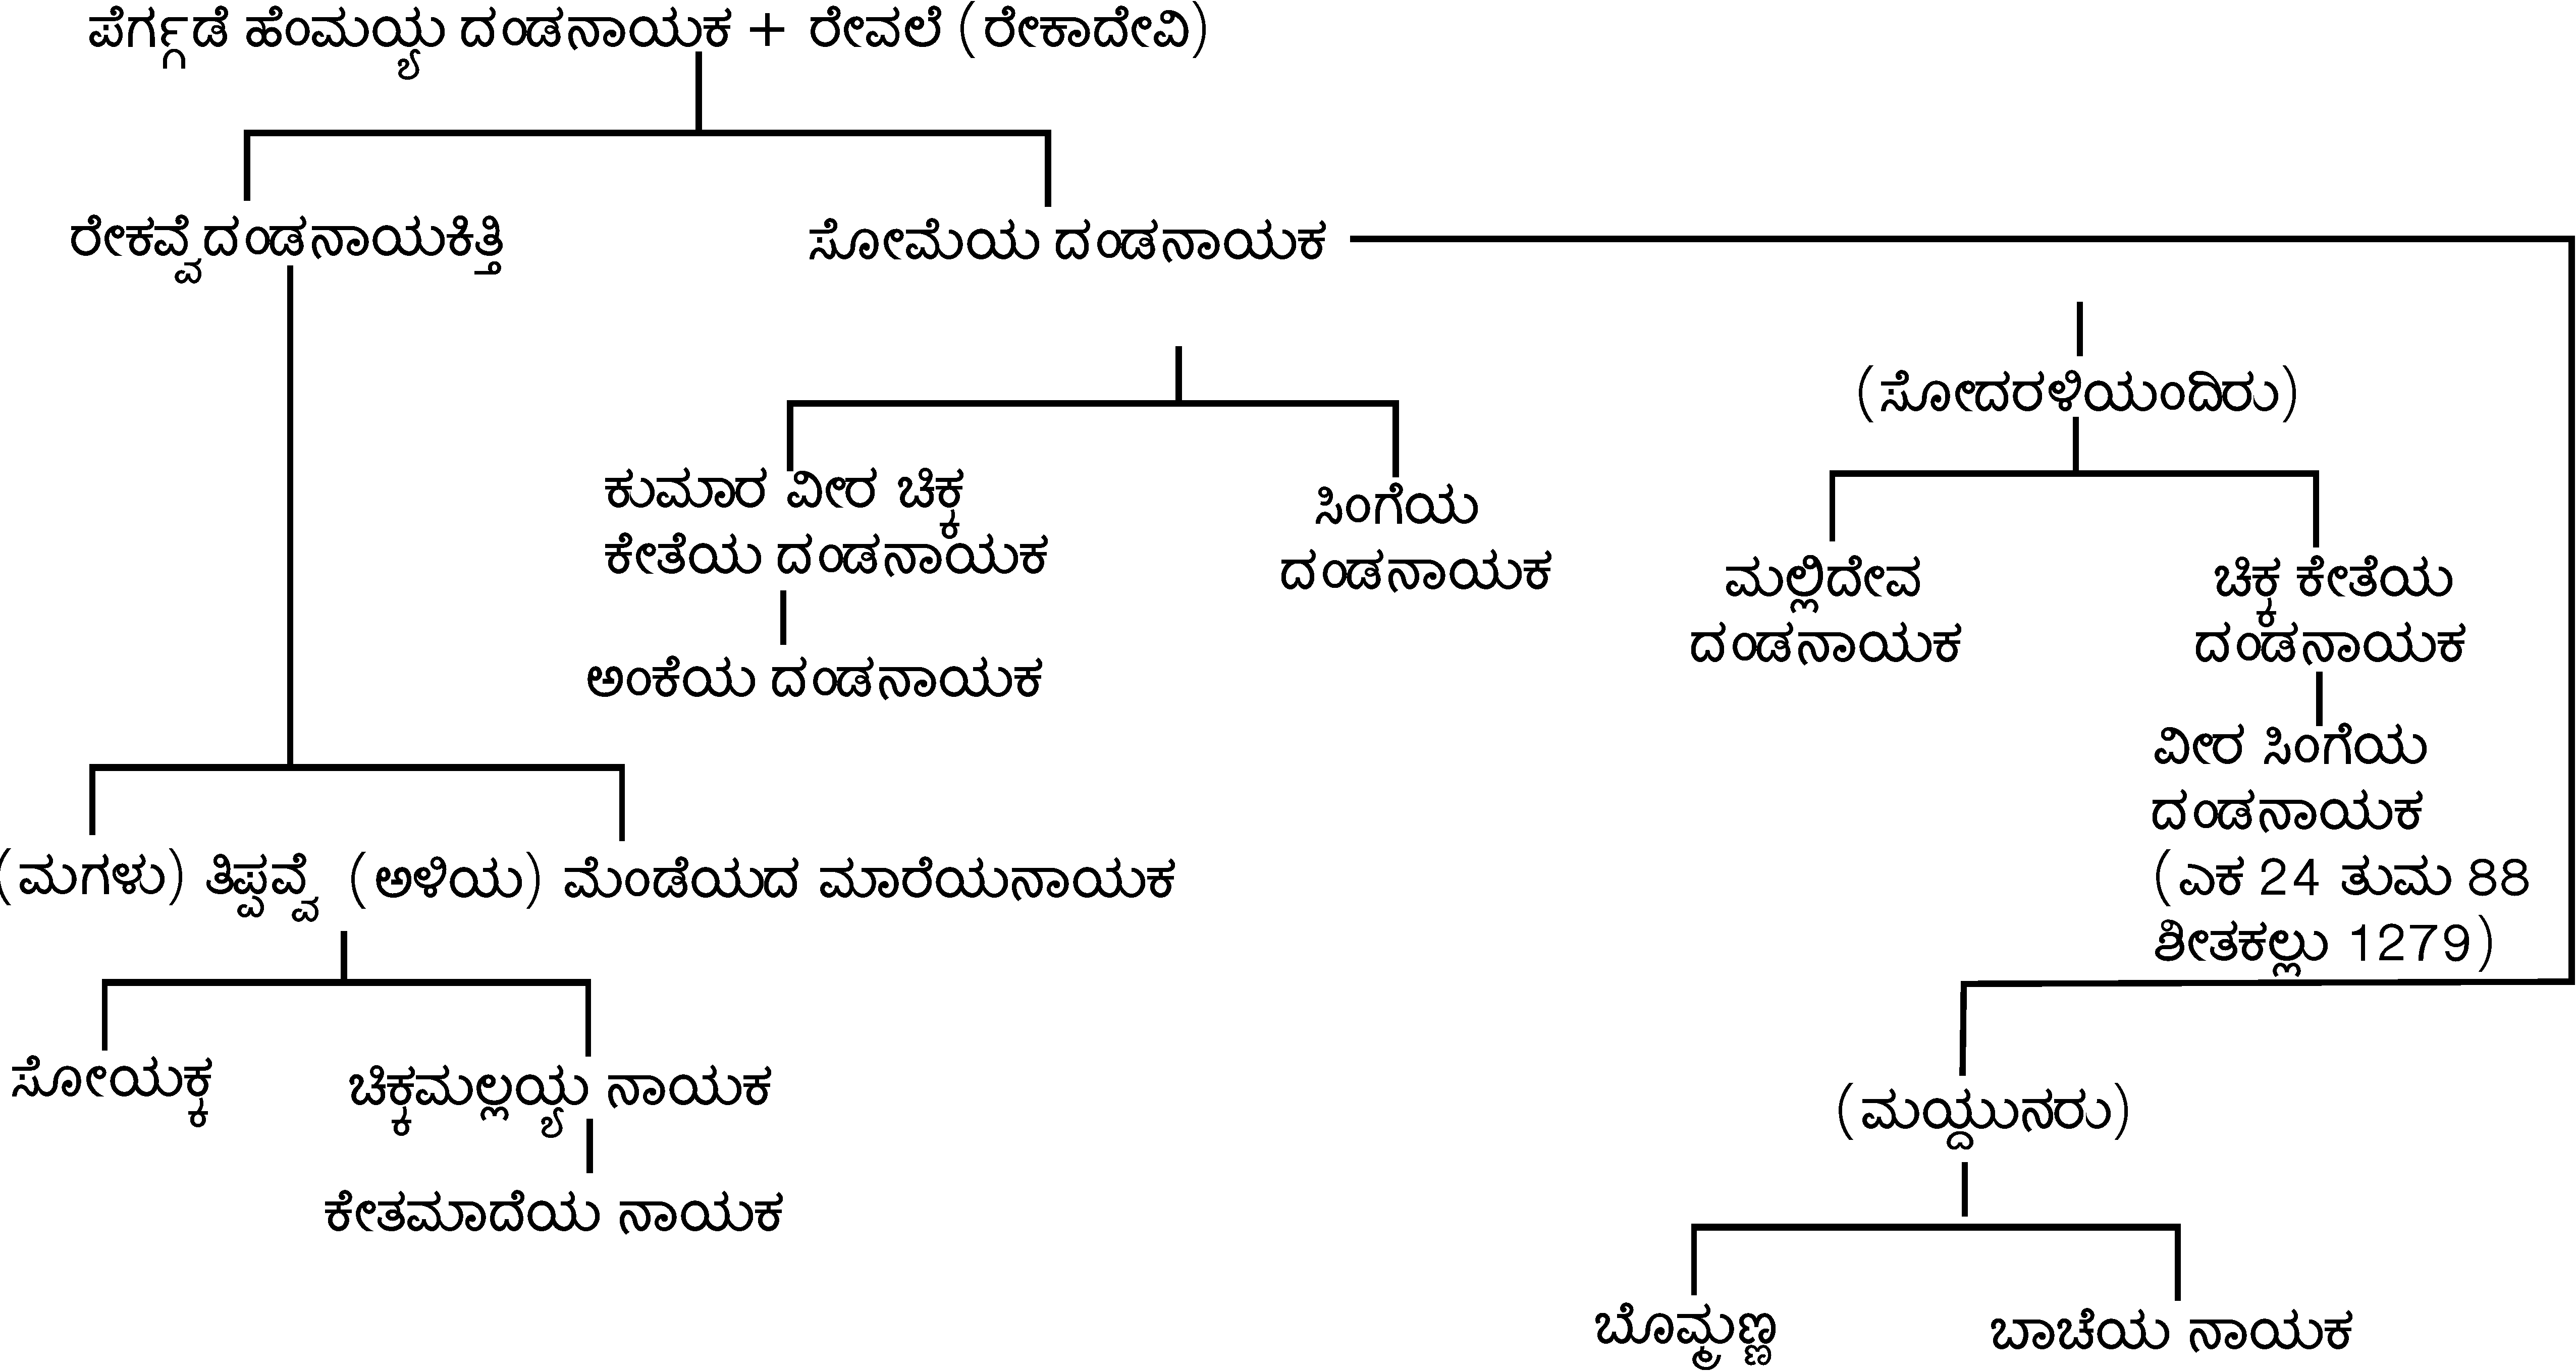 ಪೆರ್ಗ್ಗಡೆ ಹೆಂಮಯ್ಯ ದಂಡನಾಯಕ + ರೇವಲೆ (ರೇಕಾದೇವಿ)
ರೇಕವ್ವೆದಂಡನಾಯಕಿತ್ತಿ
ಸೋಮೆಯ ದಂಡನಾಯಕ
(ಸೋದರಳಿಯಂದಿರು)
ಕುಮಾರ ವೀರ ಚಿಕ್ಕ
ಕೇತೆಯ ದಂಡನಾಯಕ
ಸಿಂಗೆಯ
ದಂಡನಾಯಕ
ಮಲ್ಲಿದೇವ
ದಂಡನಾಯಕ
ಚಿಕ್ಕ ಕೇತೆಯ
ದಂಡನಾಯಕ
ಅಂಕೆಯ ದಂಡನಾಯಕ
ವೀರ ಸಿಂಗೆಯ
ದಂಡನಾಯಕ
(ಎಕ 24 ತುಮ 88
ಶೀತಕಲ್ಲು 1279)
(ಮಗಳು) ತಿಪ್ಪವ್ವೆ (ಅಳಿಯ) ಮೆಂಡೆಯದ ಮಾರೆಯನಾಯಕ
ಸೋಯಕ್ಕ
ಚಿಕ್ಕಮಲ್ಲಯ್ಯ ನಾಯಕ
(ಮಯ್ದುನರು)
ಕೇತಮಾದೆಯ ನಾಯಕ
ಬೊಮ್ಮಣ್ಣ
ಬಾಚೆಯ ನಾಯಕ